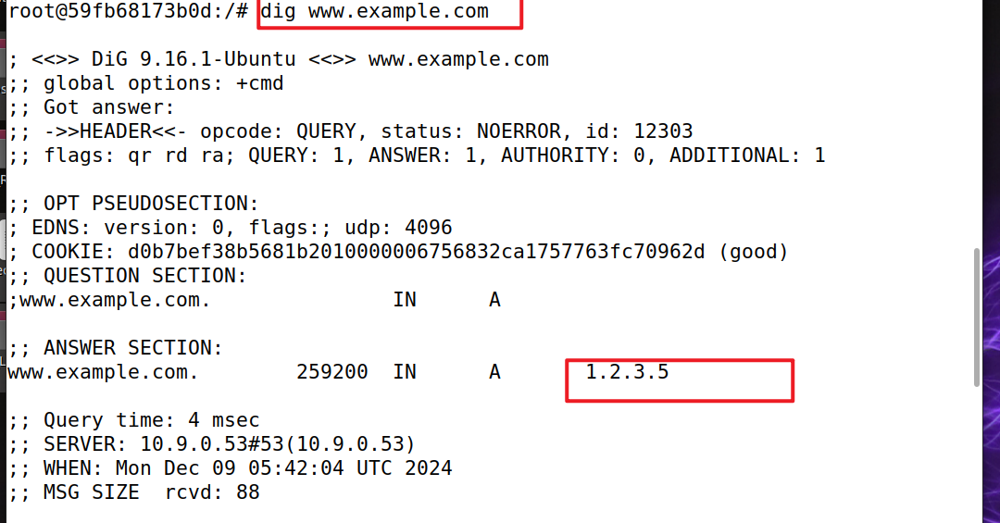 root@59fb68173b0d:/# dig www.example.com
; <<>> DiG 9.16.1-Ubuntu <<>> www.example.com
;; global options: +cmd
;; Got answer:
;; ->>HEADER<<- opcode: QUERY, status: NOERROR, id: 12303
;; flags: qr rd ra; QUERY: 1, ANSWER: 1, AUTHORITY: 0, ADDITIONAL: 1
;; OPT PSEUDOSECTION:
; EDNS: version: 0, flags:; udp: 4096
; COOKIE: d0b7bef38b5681b2010000006756832ca1757763fc70962d (good)
;; QUESTION SECTION:
;www.example.com. IN A
;; ANSWER SECTION:
www.example.com. 259200 IN A 1.2.3.5
;; Query time: 4 msec
;; SERVER: 10.9.0.53#53(10.9.0.53)
;; WHEN: Mon Dec 09 05:42:04 UTC 2024
;; MSG SIZE  rcvd: 88